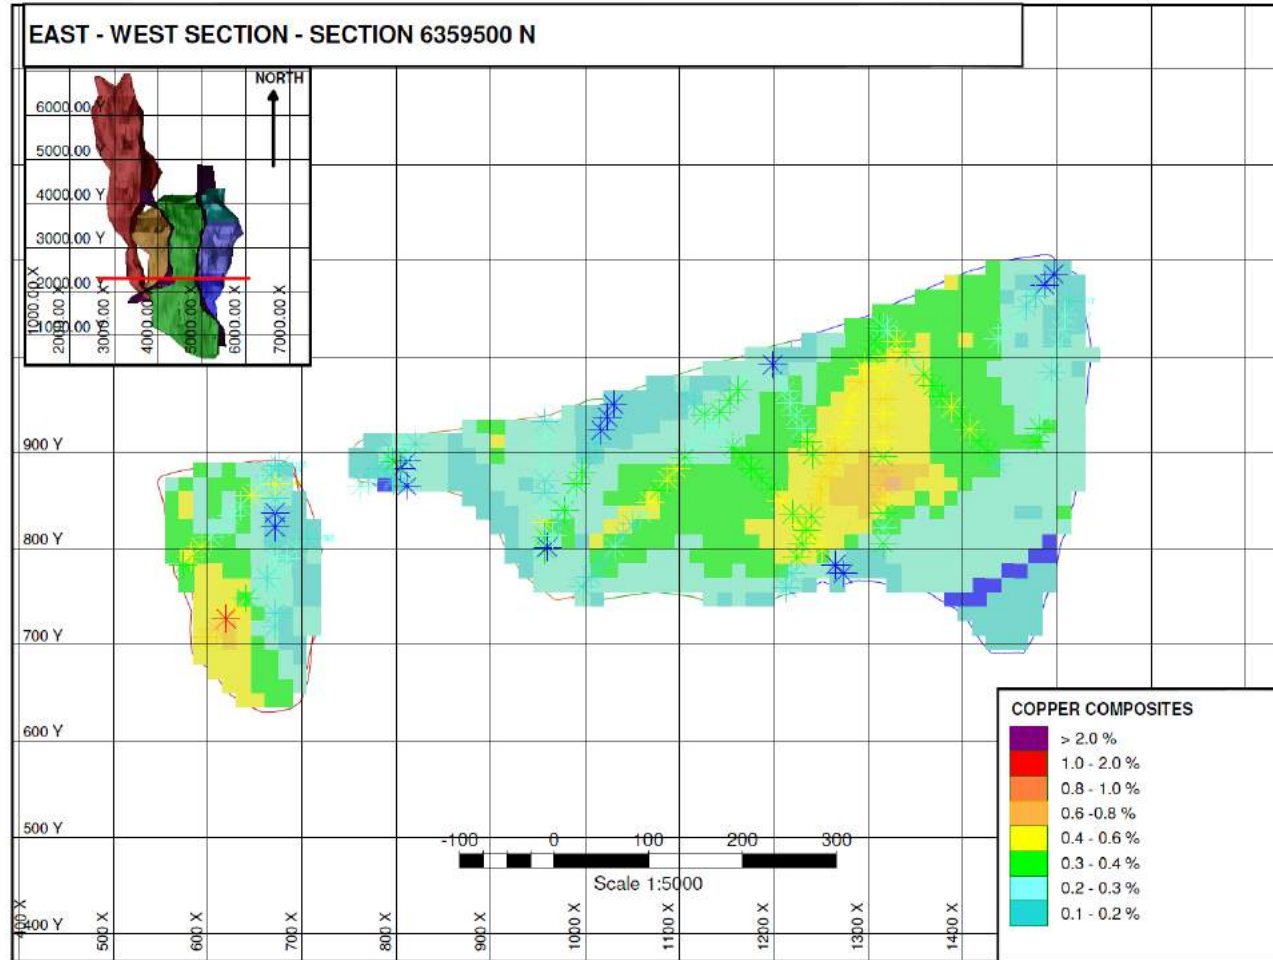 EAST - WEST SECTION - SECTION 6359500 N
NORTH
6000.00 Y
5000.00 Y
4000.00 Y
3000.00 Y
2000.00 Y
1000.00 Y
1000.00 X
2000.00 X
3000.00 X
4000.00 X
5000.00 X
6000.00 X
7000.00 X
900 Y
800 Y
700 Y
600 Y
500 Y
400 Y
-100 0 100 200 300
Scale 1:5000
400 X
500 X
600 X
700 X
800 X
900 X
1000 X
1100 X
1200 X
1300 X
1400 X
COPPER COMPOSITES
> 2.0 %
1.0 - 2.0 %
0.8 - 1.0 %
0.6 -0.8 %
0.4 - 0.6 %
0.3 - 0.4 %
0.2 - 0.3 %
0.1 - 0.2 %